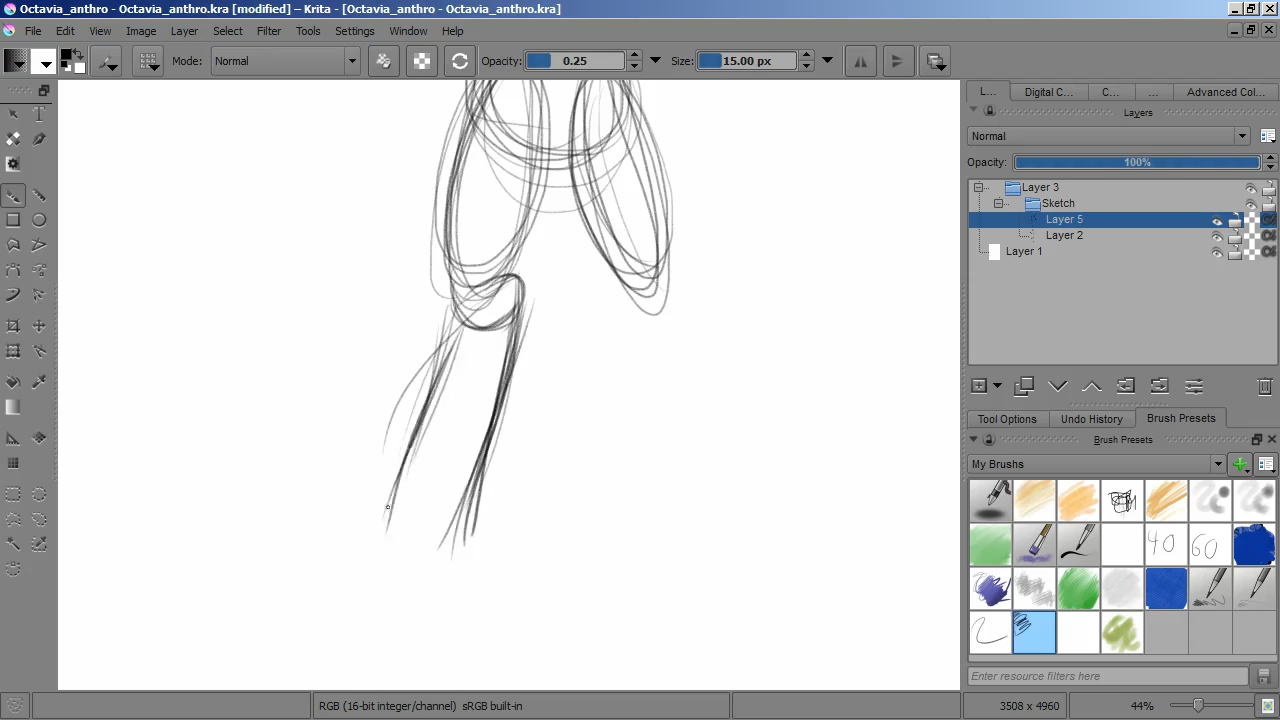 Octavia_anthro - Octavia_anthro.kra [modified] – Krita - [Octavia_anthro - Octavia_anthro.kra]
File Edit View Image Layer Select Filter Tools Settings Window Help
Mode: Normal Opacity: 0.25 Size: 15.00 px
L... Digital C... C... ... Advanced Col...
Layers
Normal
Opacity: 100%
Layer 3
Sketch
Layer 5
Layer 2
Layer 1
Tool Options Undo History Brush Presets
Brush Presets
My Brushes
40 60
Enter resource filters here
RGB (16-bit integer/channel) sRGB built-in 3508 x 4960 44%